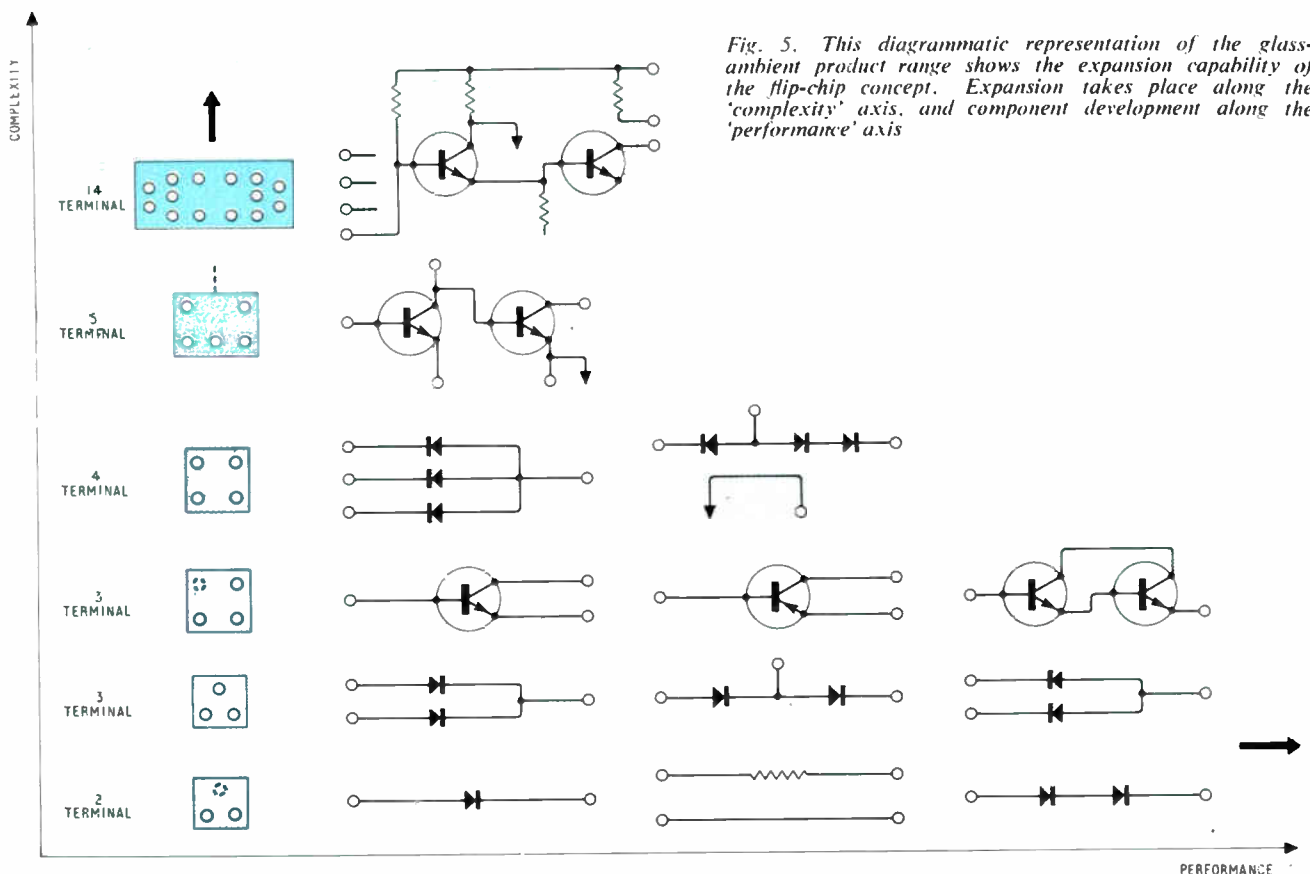 COMPLEXITY
Fig. 5. This diagrammatic representation of the glass-
ambient product range shows the expansion capability of
the flip-chip concept. Expansion takes place along the
'complexity' axis, and component development along the
'performance' axis
14
TERMINAL
5
TERMINAL
4
TERMINAL
3
TERMINAL
3
TERMINAL
2
TERMINAL
PERFORMANCE